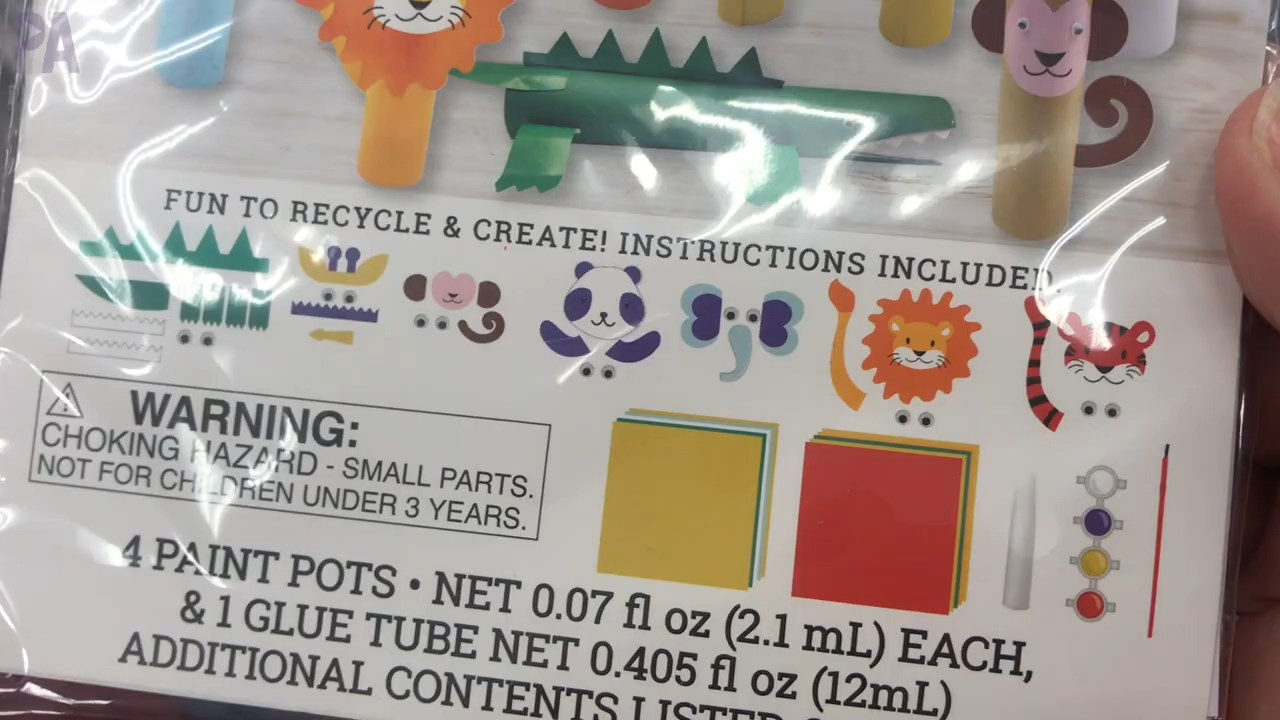 PA
FUN TO RECYCLE & CREATE! INSTRUCTIONS INCLUDED.
WARNING:
CHOKING HAZARD - SMALL PARTS.
NOT FOR CHILDREN UNDER 3 YEARS.
4 PAINT POTS • NET 0.07 fl oz (2.1 mL) EACH,
& 1 GLUE TUBE NET 0.405 fl oz (12mL)
ADDITIONAL CONTENTS LISTED